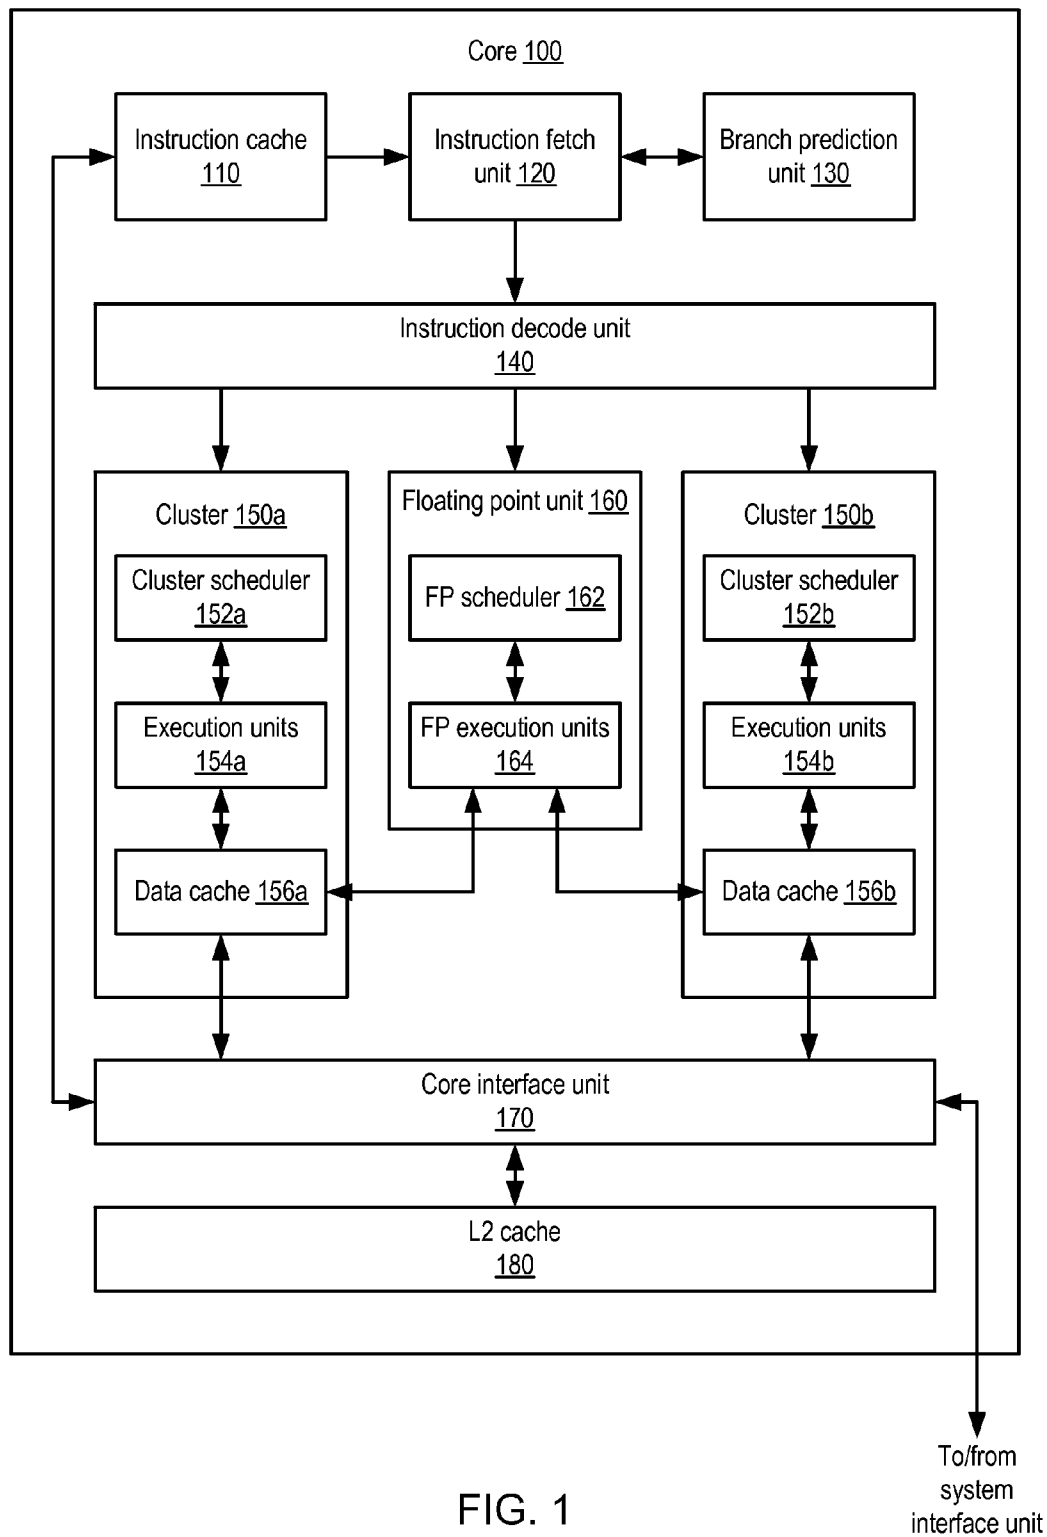 Core 100
Instruction cache
110
Instruction fetch
unit 120
Branch prediction
unit 130
Instruction decode unit
140
Cluster 150a
Cluster scheduler
152a
Execution units
154a
Data cache 156a
Floating point unit 160
FP scheduler 162
FP execution units
164
Cluster 150b
Cluster scheduler
152b
Execution units
154b
Data cache 156b
Core interface unit
170
L2 cache
180
To/from
system
interface unit
FIG. 1